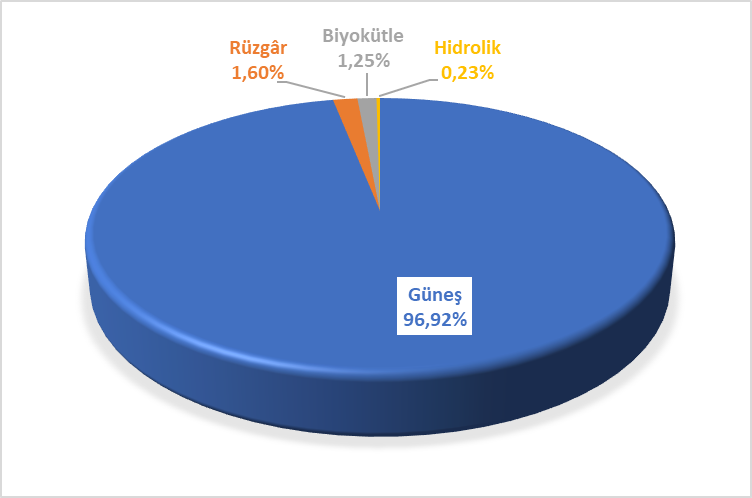 Rüzgâr
1,60%
Biyokütle
1,25%
Hidrolik
0,23%
Güneş
96,92%